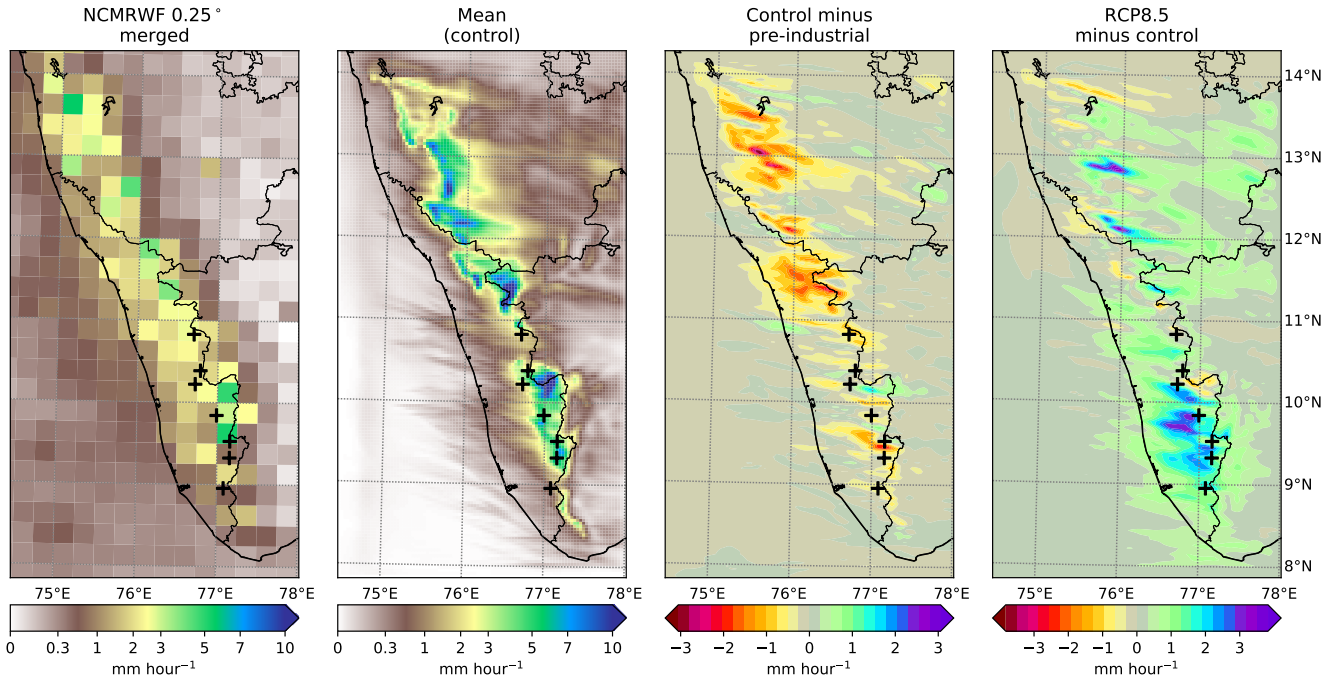 NCMRWF 0.25° merged
Mean (control)
Control minus pre-industrial
RCP8.5 minus control
14°N
13°N
12°N
11°N
10°N
9°N
8°N
75°E 76°E 77°E 78°E
75°E 76°E 77°E 78°E
75°E 76°E 77°E 78°E
75°E 76°E 77°E 78°E
0 0.3 1 2 3 5 7 10
mm hour⁻¹
0 0.3 1 2 3 5 7 10
mm hour⁻¹
−3 −2 −1 0 1 2 3
mm hour⁻¹
−3 −2 −1 0 1 2 3
mm hour⁻¹